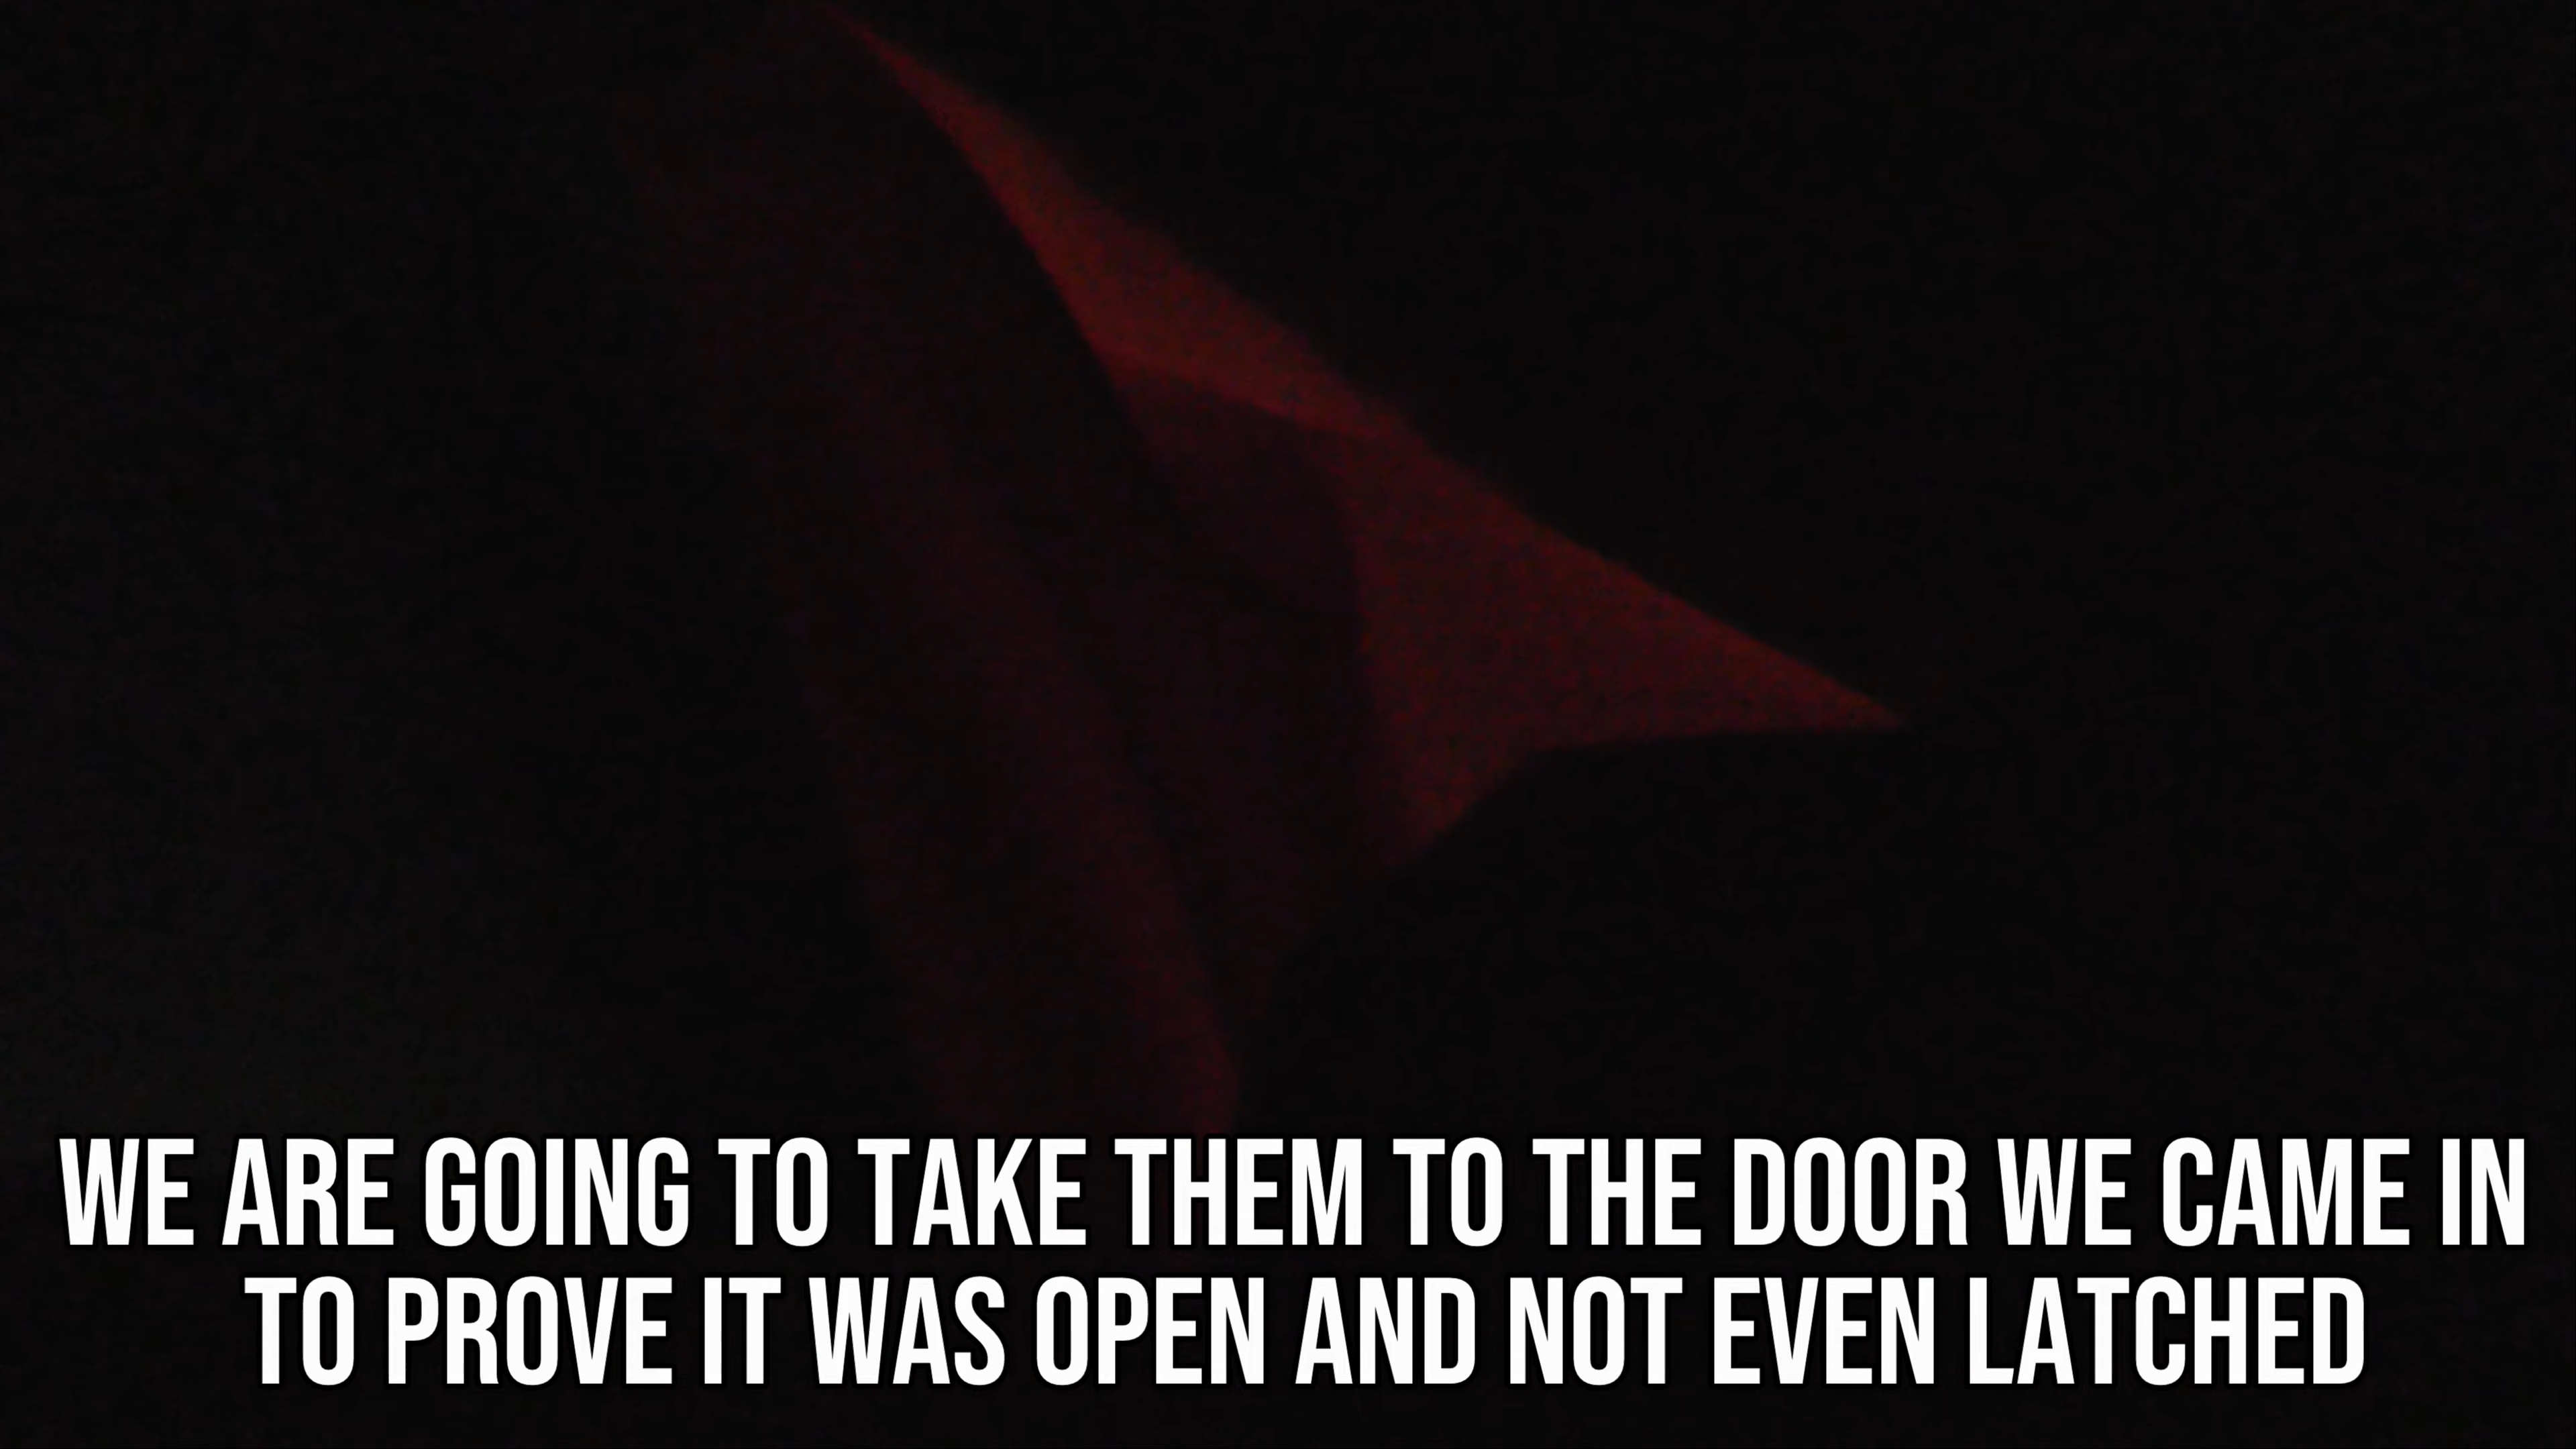 WE ARE GOING TO TAKE THEM TO THE DOOR WE CAME IN
TO PROVE IT WAS OPEN AND NOT EVEN LATCHED